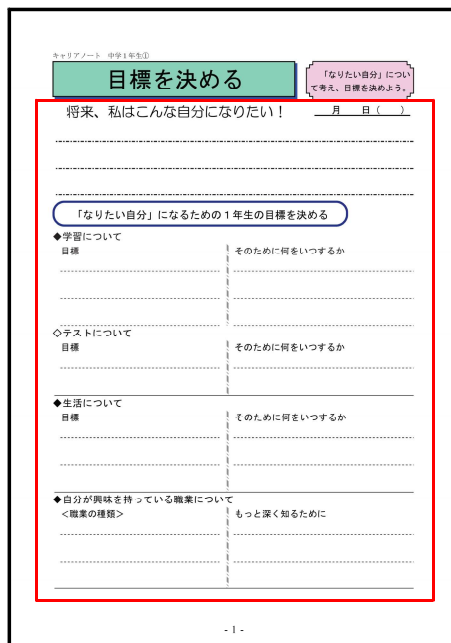 キャリアノート 中学1年生①
目標を決める
「なりたい自分」につい
て考え、目標を決めよう。
将来、私はこんな自分になりたい！
月 日（ ）
「なりたい自分」になるための１年生の目標を決める
◆学習について
目標
そのために何をいつするか
◇テストについて
目標
そのために何をいつするか
◆生活について
目標
そのために何をいつするか
◆自分が興味を持っている職業について
＜職業の種類＞
もっと深く知るために
- 1 -